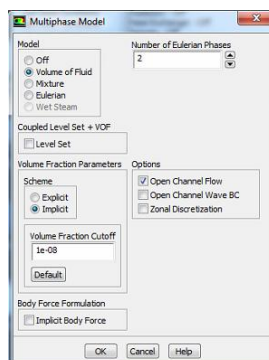 Multiphase Model
Model
Off
Volume of Fluid
Mixture
Eulerian
Wet Steam
Number of Eulerian Phases
2
Coupled Level Set + VOF
Level Set
Volume Fraction Parameters
Scheme
Explicit
Implicit
Volume Fraction Cutoff
1e-08
Default
Options
Open Channel Flow
Open Channel Wave BC
Zonal Discretization
Body Force Formulation
Implicit Body Force
OK Cancel Help